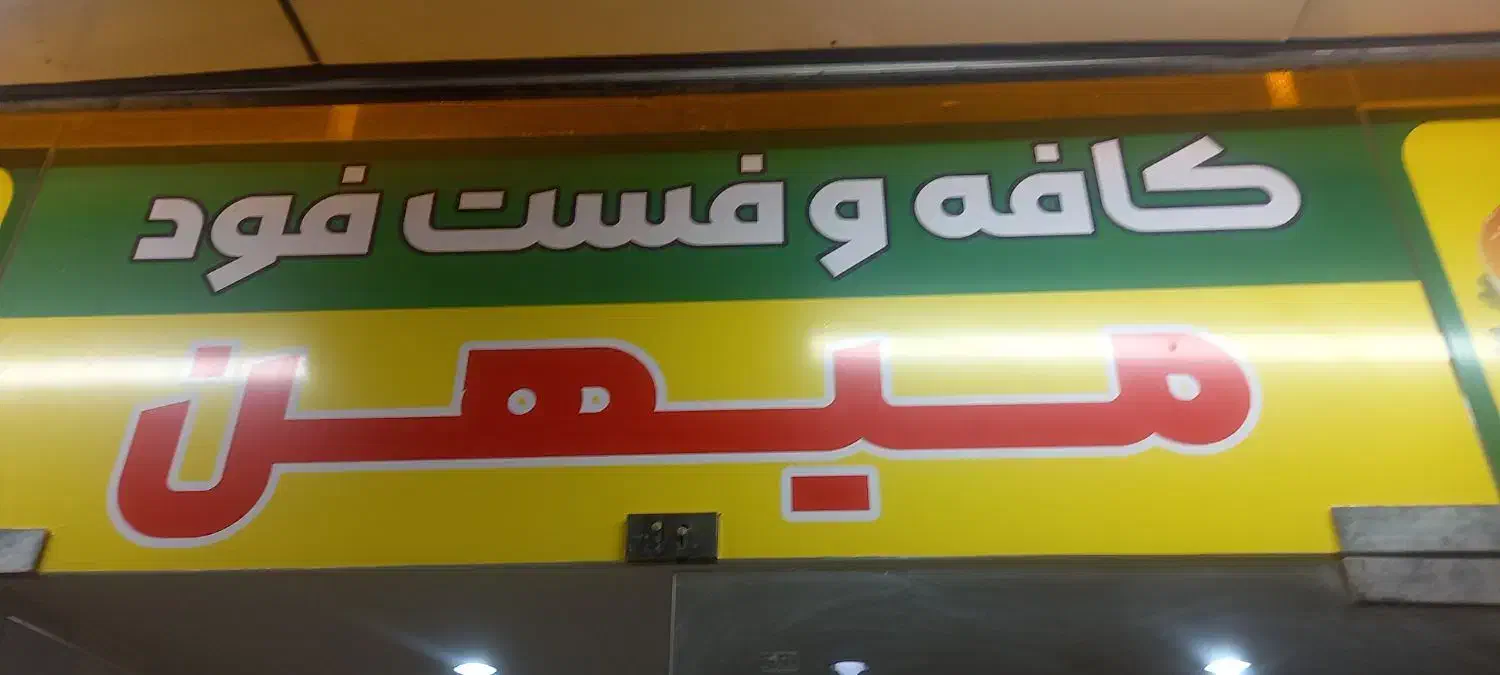 کافه و فست فود
میهن